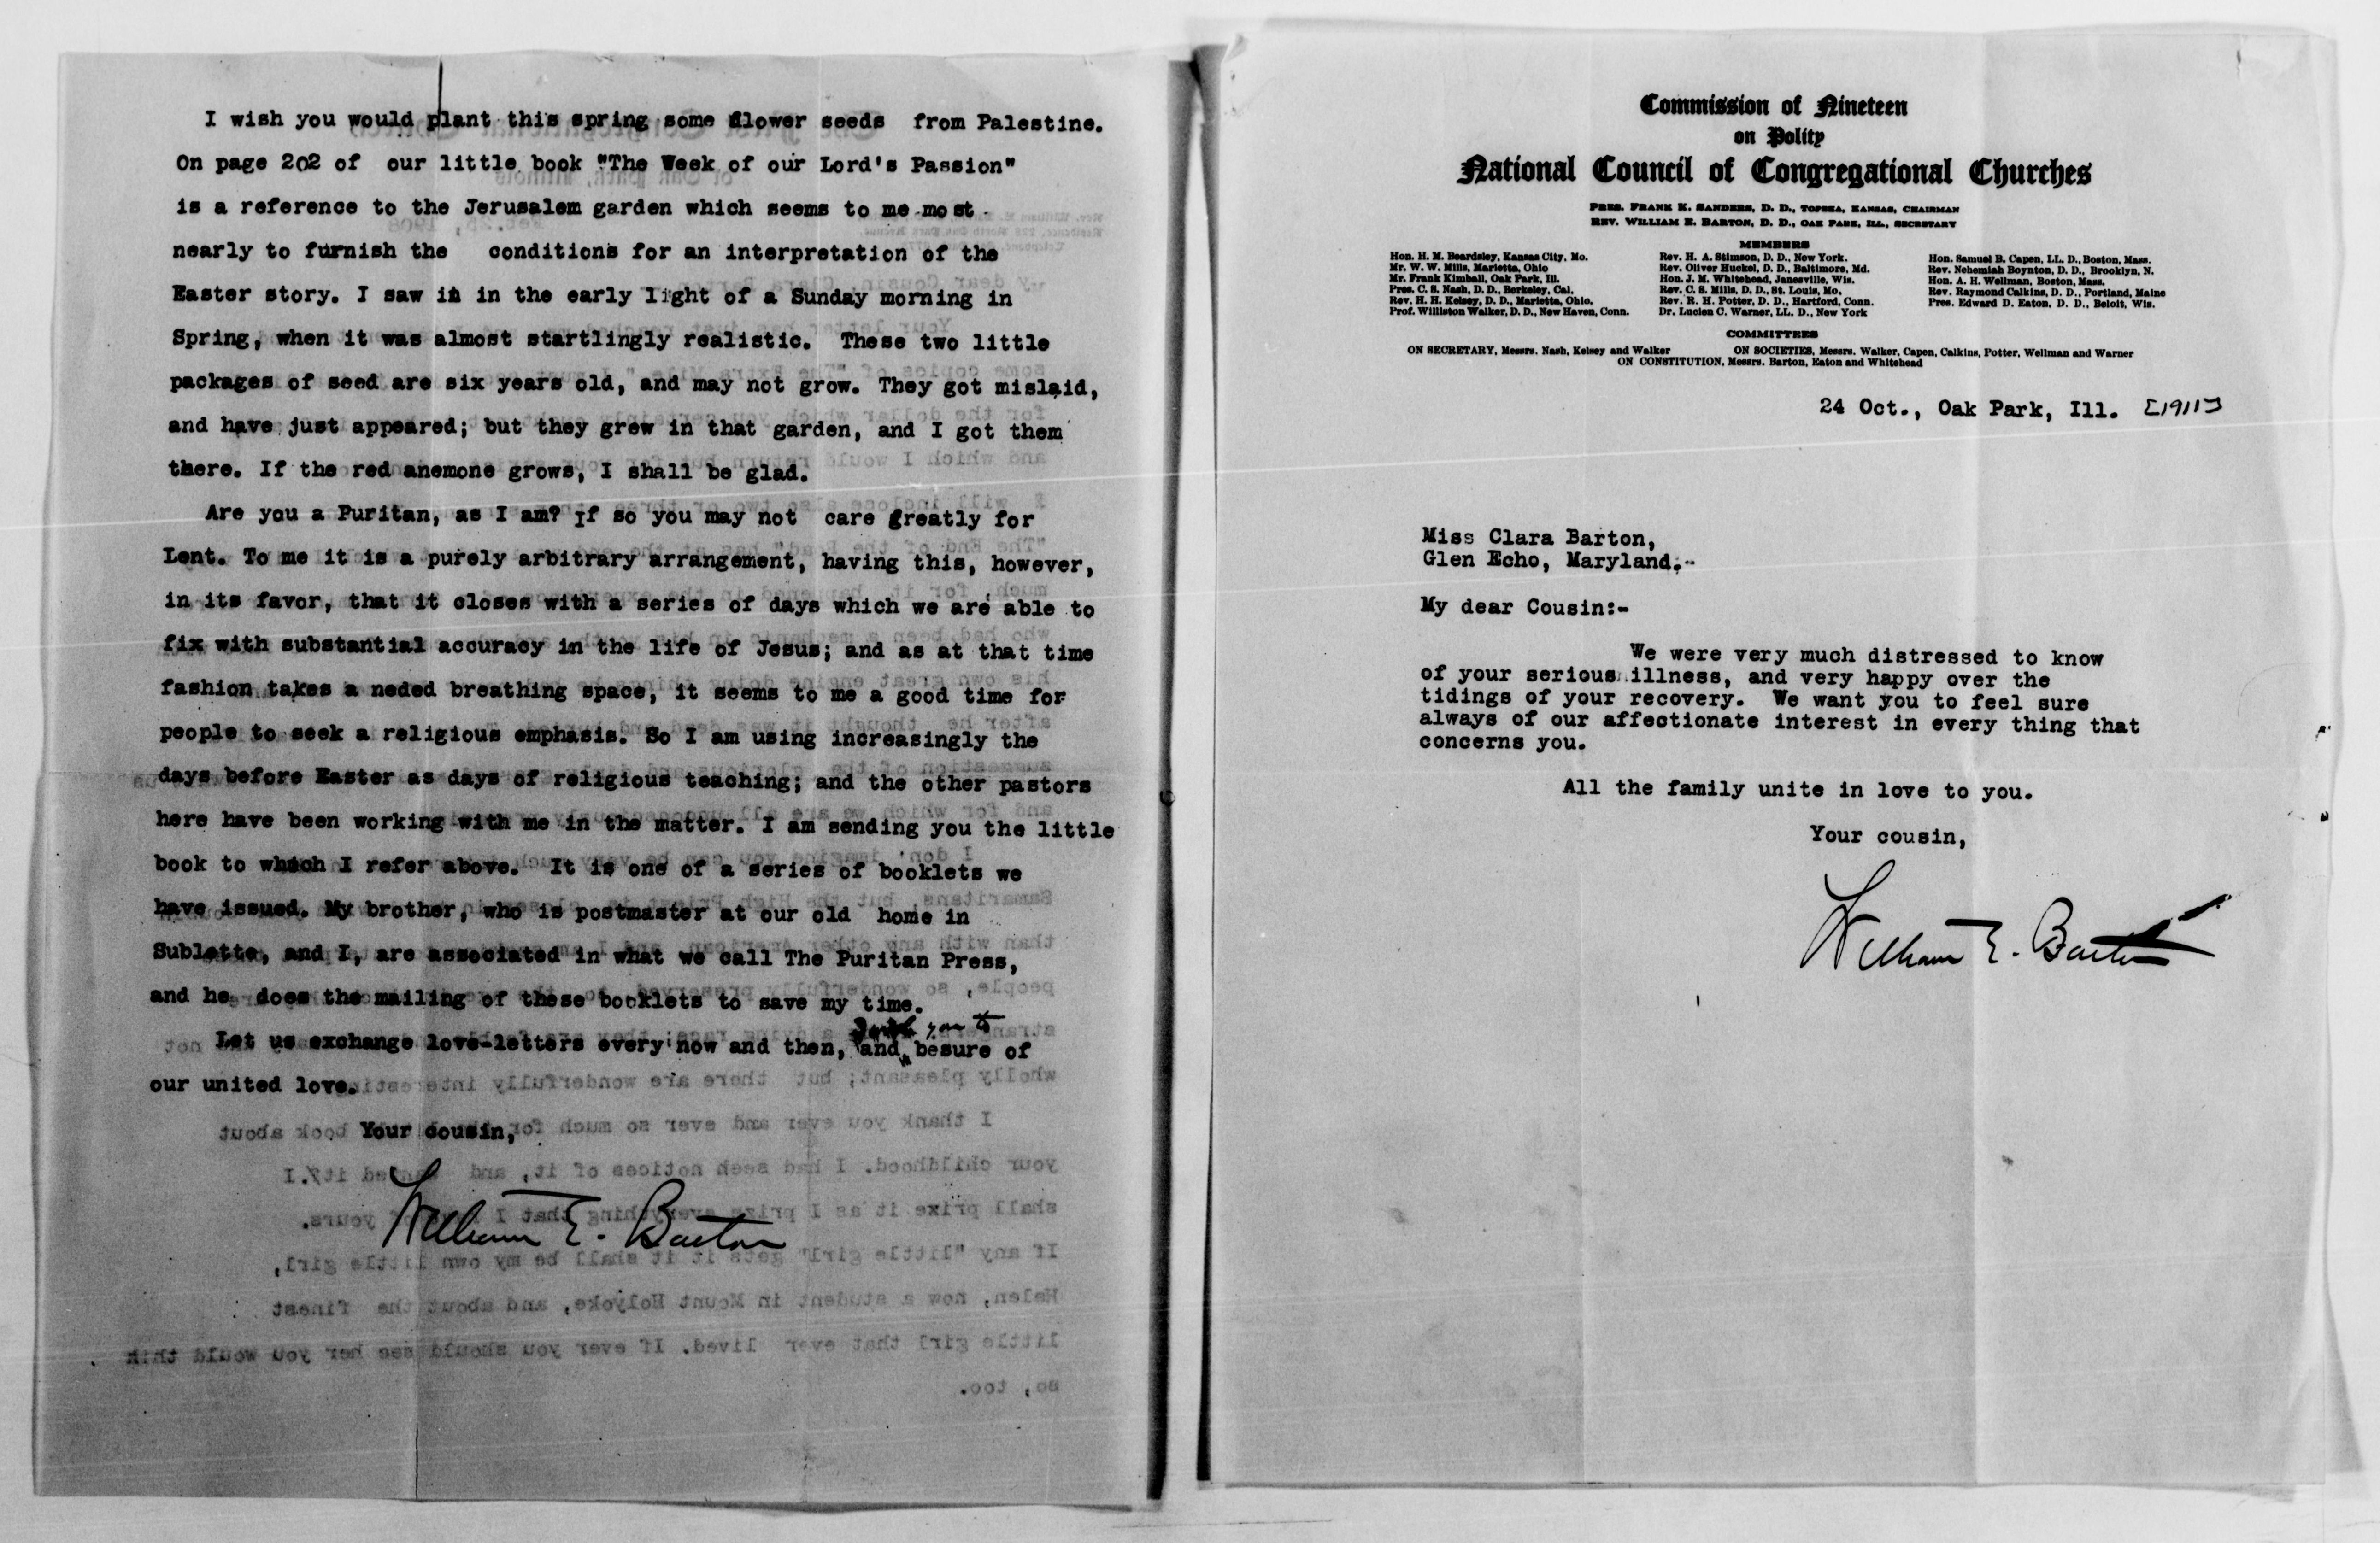 I wish you would plant this spring some flower seeds from Palestine.
On page 202 of our little book "The Week of our Lord's Passion"
is a reference to the Jerusalem garden which seems to me most
nearly to furnish the conditions for an interpretation of the
Easter story. I saw in in the early light of a Sunday morning in
Spring, when it was almost startlingly realistic. These two little
packages of seed are six years old, and may not grow. They got mislaid,
and have just appeared; but they grew in that garden, and I got them
there. If the red anemone grows, I shall be glad.
Are you a Puritan, as I am? If so you may not care greatly for
Lent. To me it is a purely arbitrary arrangement, having this, however,
in its favor, that it closes with a series of days which we are able to
fix with substantial accuracy in the life of Jesus; and as at that time
fashion takes a neded breathing space, it seems to me a good time for
people to seek a religious emphasis. So I am using increasingly the
days before Easter as days of religious teaching; and the other pastors
here have been working with me in the matter. I am sending you the little
book to which I refer above. It is one of a series of booklets we
have issued. My brother, who is postmaster at our old home in
Sublette, and I, are associated in what we call The Puritan Press,
and he does the mailing of these booklets to save my time.
you to
Let us exchange love-letters every now and then, and besure of
our united love.
Your cousin,
William E. Barton
Commission of Nineteen
on Polity
National Council of Congregational Churches
PRES. FRANK K. SANDERS, D. D., TOPEKA, KANSAS, CHAIRMAN
REV. WILLIAM E. BARTON, D. D., OAK PARK, ILL., SECRETARY
MEMBERS
Hon. H. M. Beardsley, Kansas City, Mo.
Mr. W. W. Mills, Marietta, Ohio
Mr. Frank Kimball, Oak Park, Ill.
Pres. C. S. Nash, D. D., Berkeley, Cal.
Rev. H. H. Kelsey, D. D., Marietta, Ohio.
Prof. Williston Walker, D. D., New Haven, Conn.
Rev. H. A. Stimson, D. D., New York.
Rev. Oliver Huckel, D. D., Baltimore, Md.
Hon. J. M. Whitehead, Janesville, Wis.
Rev. C. S. Mills, D. D., St. Louis, Mo.
Rev. R. H. Potter, D. D., Hartford, Conn.
Dr. Lucien C. Warner, LL. D., New York
Hon. Samuel B. Capen, LL. D., Boston, Mass.
Rev. Nehemiah Boynton, D. D., Brooklyn, N.
Hon. A. H. Wellman, Boston, Mass.
Rev. Raymond Calkins, D. D., Portland, Maine
Pres. Edward D. Eaton, D. D., Beloit, Wis.
COMMITTEES
ON SECRETARY, Messrs. Nash, Kelsey and Walker ON SOCIETIES, Messrs. Walker, Capen, Calkins, Potter, Wellman and Warner
ON CONSTITUTION, Messrs. Barton, Eaton and Whitehead
24 Oct., Oak Park, Ill. [1911]
Miss Clara Barton,
Glen Echo, Maryland.-
My dear Cousin:-
We were very much distressed to know
of your serious illness, and very happy over the
tidings of your recovery. We want you to feel sure
always of our affectionate interest in every thing that
concerns you.
All the family unite in love to you.
Your cousin,
William E. Barton